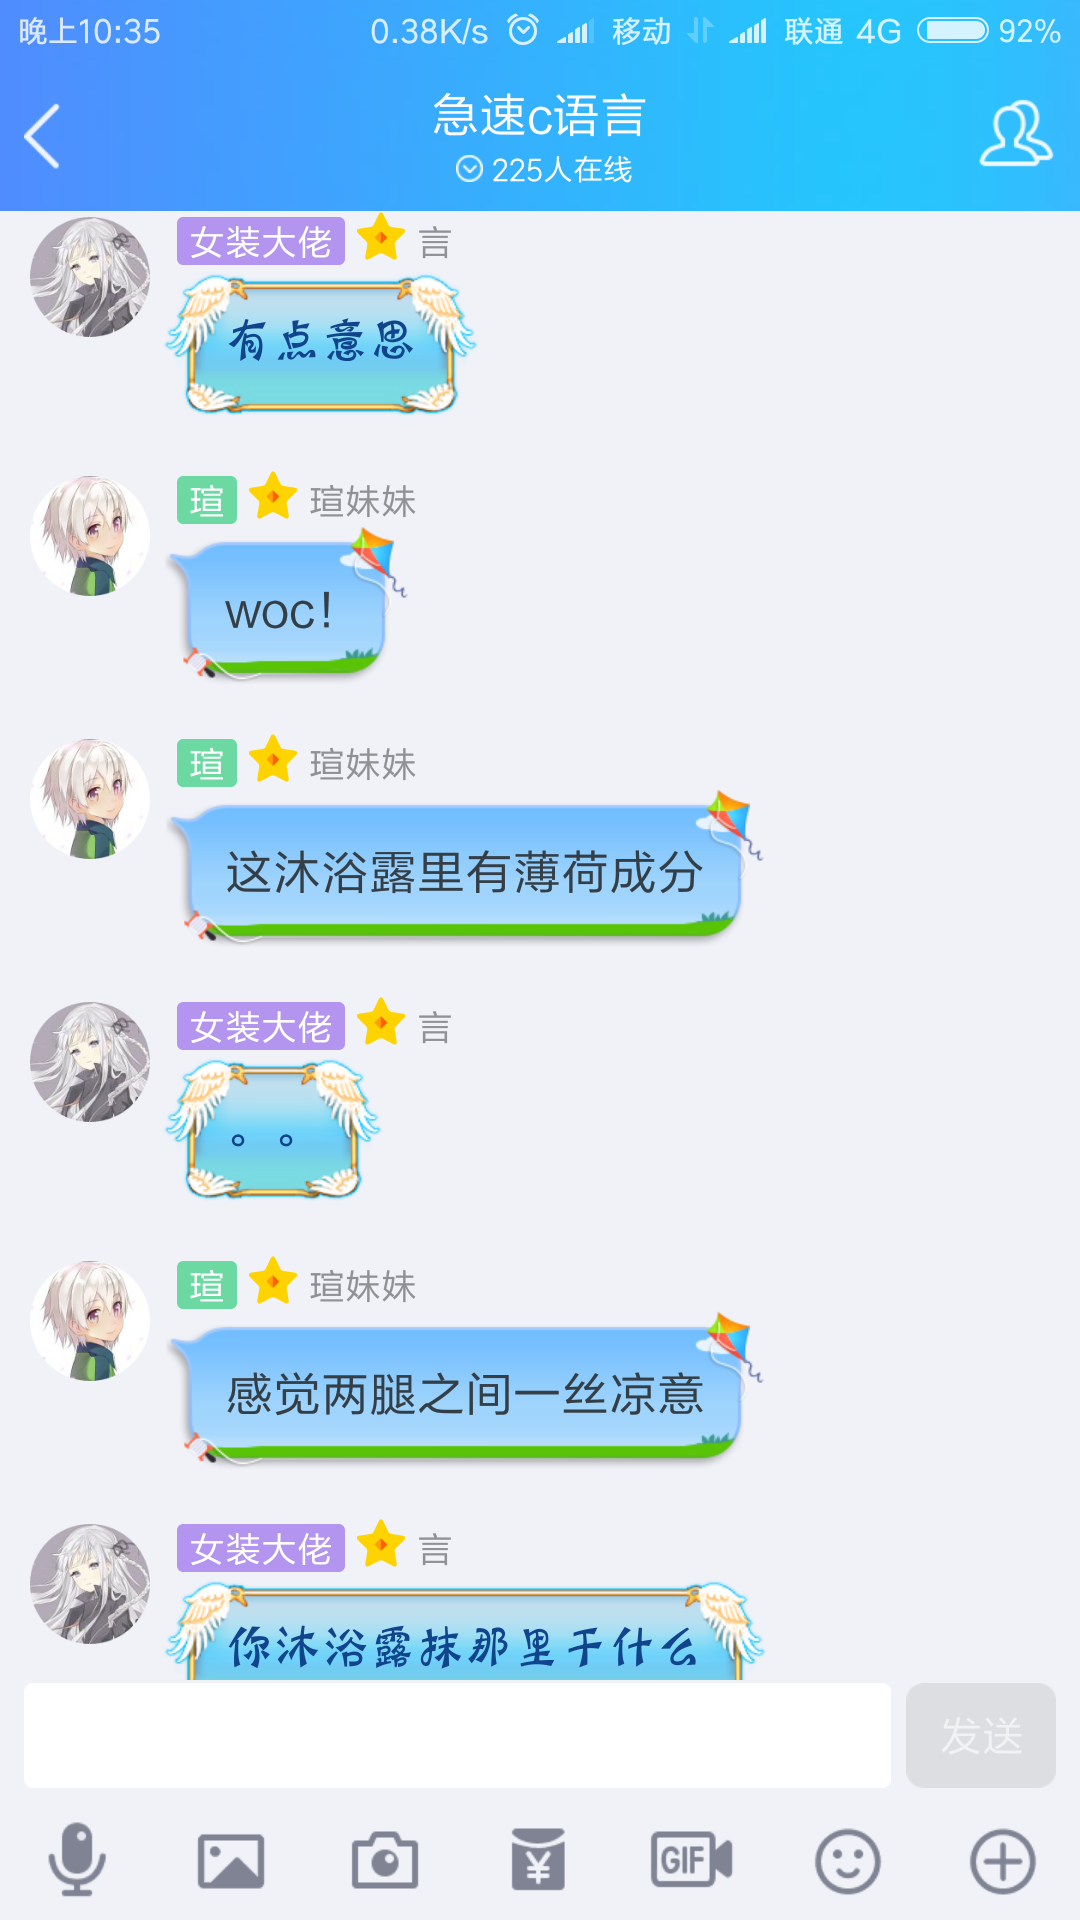 晚上10:35 0.38K/s 移动 联通 4G 92%
急速c语言
225人在线
女装大佬 言
有点意思
瑄 瑄妹妹
woc!
瑄 瑄妹妹
这沐浴露里有薄荷成分
女装大佬 言
。。
瑄 瑄妹妹
感觉两腿之间一丝凉意
女装大佬 言
你沐浴露抹那里干什么
发送
GIF